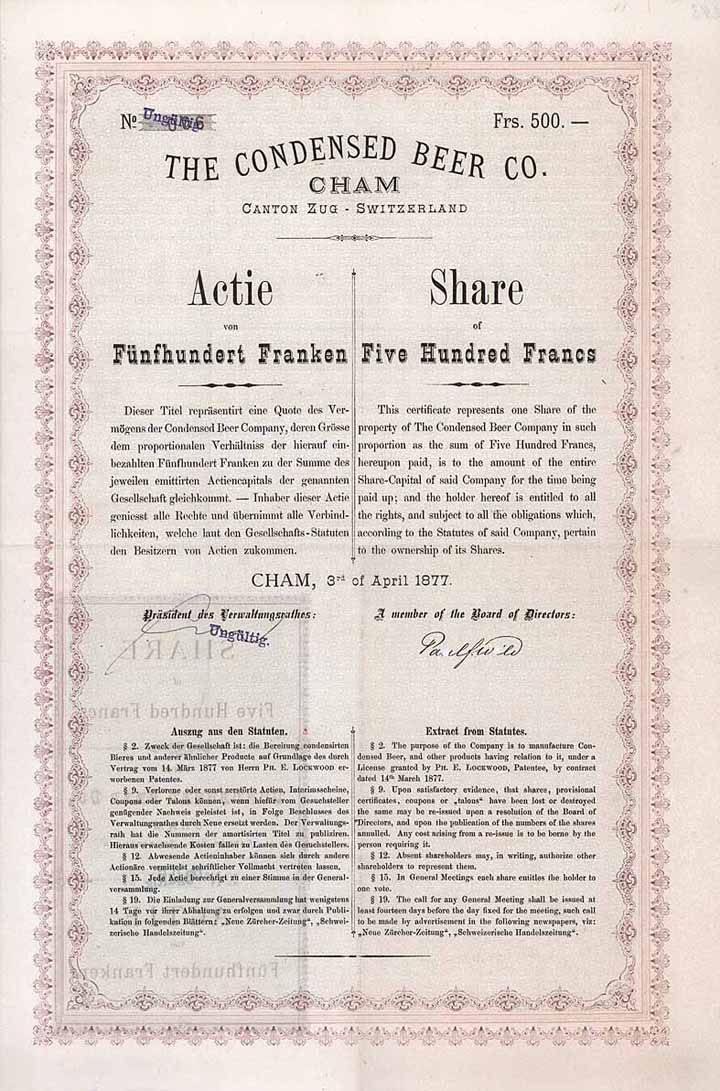 No Ungültig. Frs. 500. —
THE CONDENSED BEER CO.
CHAM
CANTON ZUG - SWITZERLAND
Actie
von
Fünfhundert Franken
Dieser Titel repräsentirt eine Quote des Ver-
mögens der Condensed Beer Company, deren Grösse
dem proportionalen Verhältniss der hierauf ein-
bezahlten Fünfhundert Franken zu der Summe des
jeweilen emittirten Actiencapitals der genannten
Gesellschaft gleichkommt. — Inhaber dieser Actie
geniesst alle Rechte und übernimmt alle Verbind-
lichkeiten, welche laut den Gesellschafts-Statuten
den Besitzern von Actien zukommen.
Share
of
Five Hundred Francs
This certificate represents one Share of the
property of The Condensed Beer Company in such
proportion as the sum of Five Hundred Francs,
hereupon paid, is to the amount of the entire
Share-Capital of said Company for the time being
paid up; and the holder hereof is entitled to all
the rights, and subject to all the obligations which,
according to the Statutes of said Company, pertain
to the ownership of its Shares.
CHAM, 3rd of April 1877.
Präsident des Verwaltungsrathes:
Ungültig.
A member of the Board of Directors:
SHARE
of
Five Hundred Francs
Auszug aus den Statuten.
§ 2. Zweck der Gesellschaft ist: die Bereitung condensirten
Bieres und anderer ähnlicher Producte auf Grundlage des durch
Vertrag vom 14. März 1877 von Herrn PH. E. LOCKWOOD er-
worbenen Patentes.
§ 9. Verlorene oder sonst zerstörte Actien, Interimsscheine,
Coupons oder Talons können, wenn hiefür vom Gesuchsteller
genügender Nachweis geleistet ist, in Folge Beschlusses des
Verwaltungsraths durch Neue ersetzt werden. Der Verwaltungs-
rath hat die Nummern der amortisirten Titel zu publiziren.
Hieraus erwachsende Kosten fallen zu Lasten des Gesuchstellers.
§ 12. Abwesende Actieninhaber können sich durch andere
Actionäre vermittelst schriftlicher Vollmacht vertreten lassen.
§ 15. Jede Actie berechtigt zu einer Stimme in der General-
versammlung.
§ 19. Die Einladung zur Generalversammlung hat wenigstens
14 Tage vor ihrer Abhaltung zu erfolgen und zwar durch Publi-
kation in folgenden Blättern: „Neue Zürcher-Zeitung", „Schwei-
zerische Handelszeitung".
Extract from Statutes.
§ 2. The purpose of the Company is to manufacture Con-
densed Beer, and other products having relation to it, under a
License granted by PH. E. LOCKWOOD, Patentee, by contract
dated 14th March 1877.
§ 9. Upon satisfactory evidence, that shares, provisional
certificates, coupons or „talons" have been lost or destroyed
the same may be re-issued upon a resolution of the Board of
Directors, and upon the publication of the numbers of the shares
annulled. Any cost arising from a re-issue is to be borne by the
person requiring it.
§ 12. Absent shareholders may, in writing, authorize other
shareholders to represent them.
§ 15. In General Meetings each share entitles the holder to
one vote.
§ 19. The call for any General Meeting shall be issued at
least fourteen days before the day fixed for the meeting, such call
to be made by advertisement in the following newspapers, viz:
„Neue Zürcher-Zeitung", „Schweizerische Handelszeitung".
Fünfhundert Franken